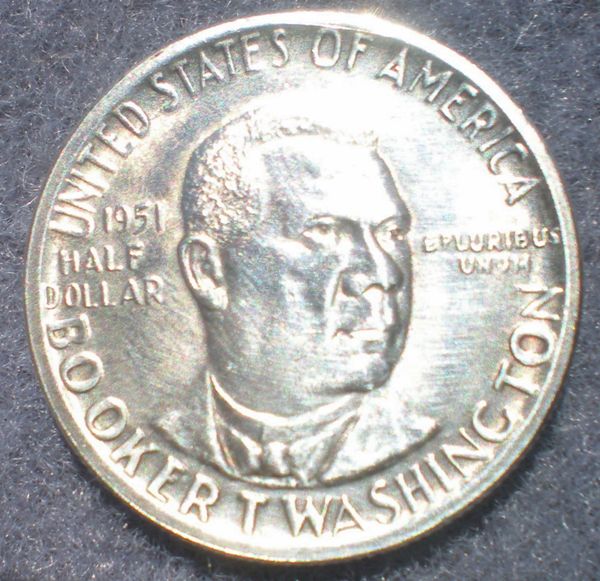 UNITED STATES OF AMERICA
1951
HALF
DOLLAR
E PLURIBUS
UNUM
BOOKER T WASHINGTON